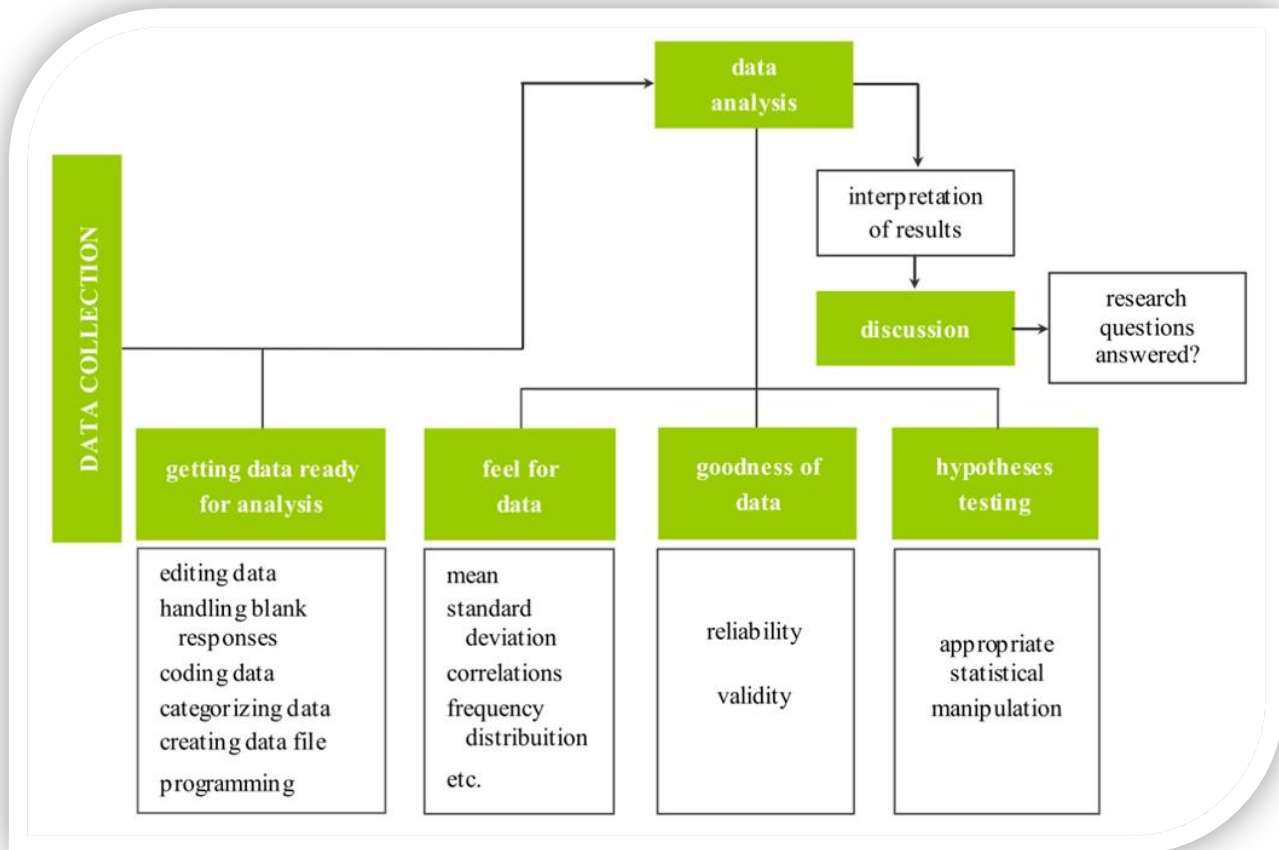 DATA COLLECTION
data
analysis
interpretation
of results
discussion
research
questions
answered?
getting data ready
for analysis
editing data
handling blank
responses
coding data
categorizing data
creating data file
programming
feel for
data
mean
standard
deviation
correlations
frequency
distribuition
etc.
goodness of
data
reliability
validity
hypotheses
testing
appropriate
statistical
manipulation